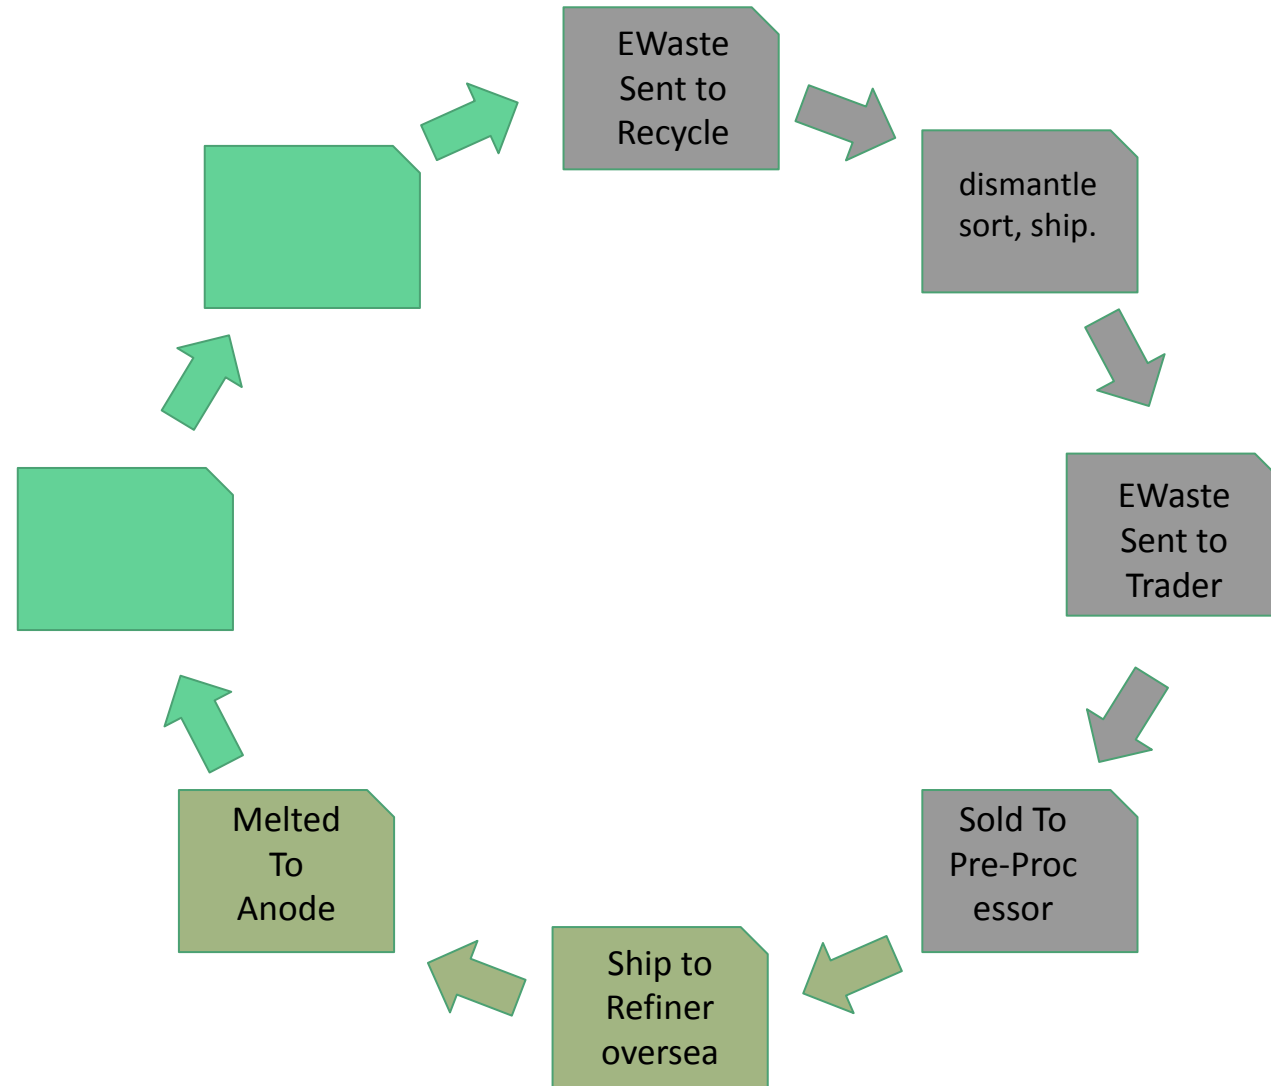 EWaste
Sent to
Recycle
dismantle
sort, ship.
EWaste
Sent to
Trader
Sold To
Pre-Proc
essor
Ship to
Refiner
oversea
Melted
To
Anode